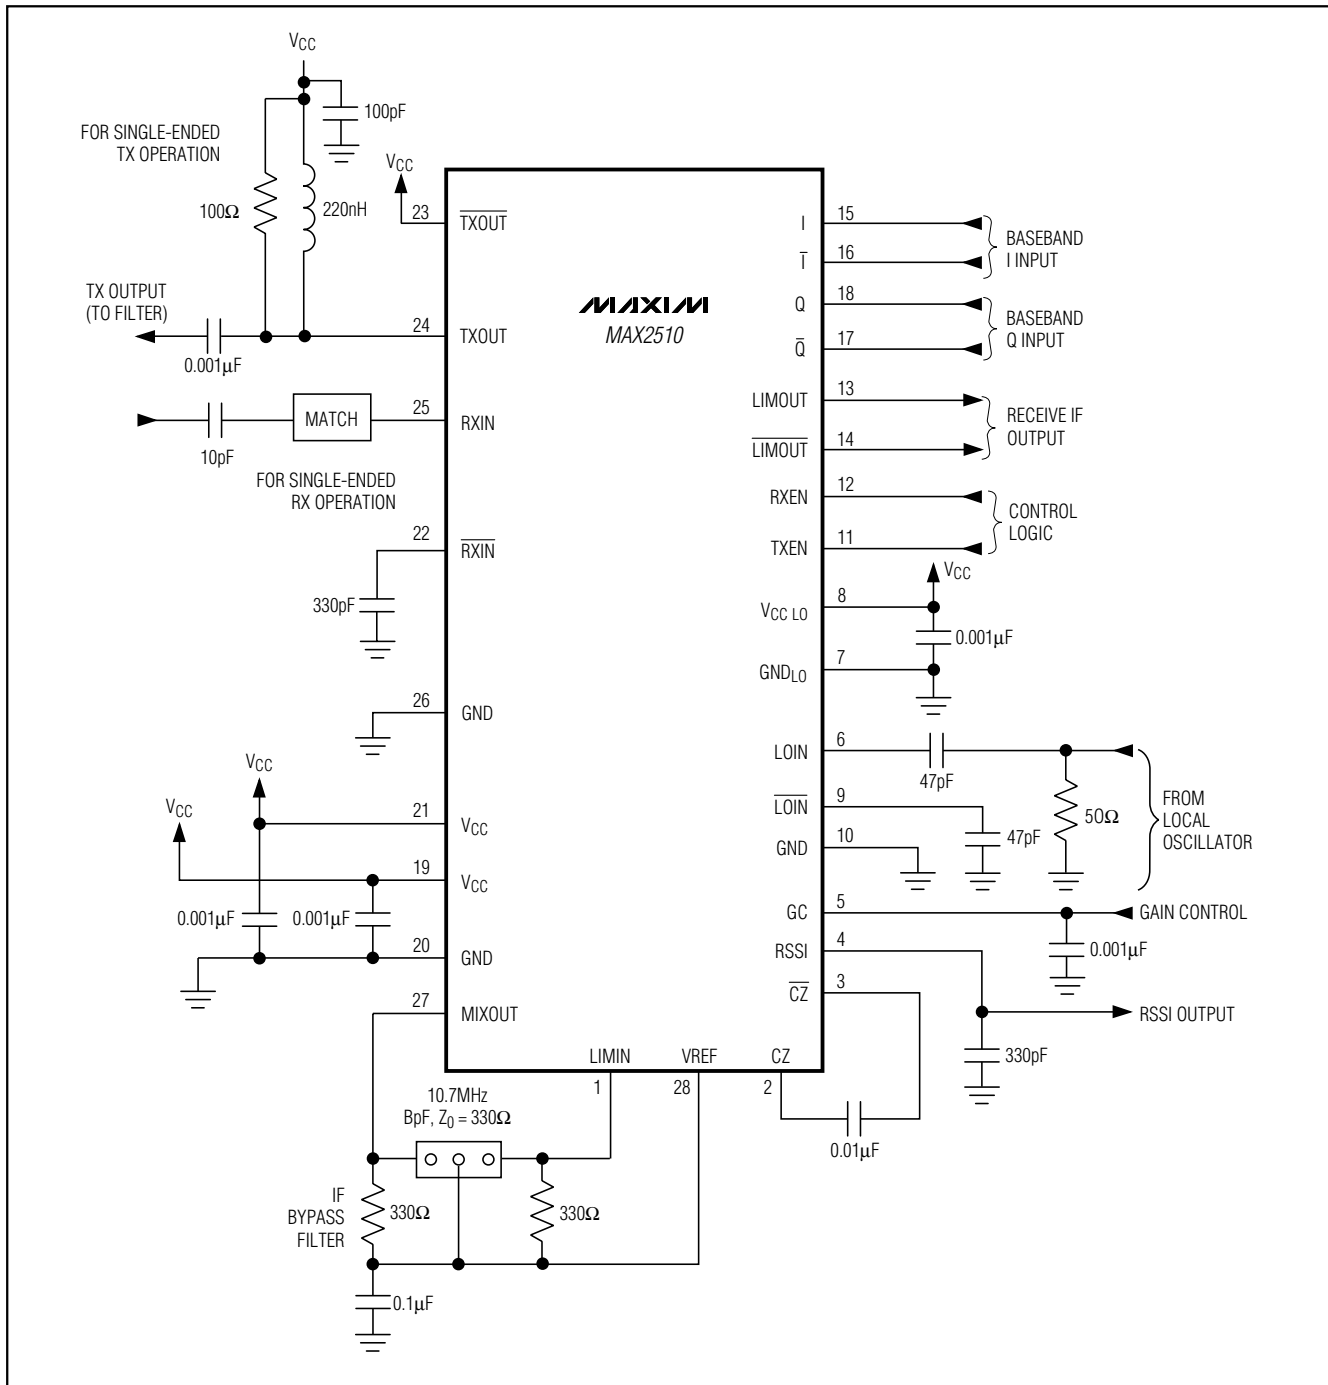 VCC
100pF
FOR SINGLE-ENDED
TX OPERATION
100Ω
220nH
VCC
23
TXOUT
TX OUTPUT
(TO FILTER)
0.001µF
24
TXOUT
MAXIM
MAX2510
10pF
MATCH
25
RXIN
FOR SINGLE-ENDED
RX OPERATION
22
RXIN
330pF
26
GND
VCC
21
VCC
VCC
19
VCC
0.001µF
0.001µF
20
GND
27
MIXOUT
I
15
I
16
BASEBAND
I INPUT
Q
18
Q
17
BASEBAND
Q INPUT
LIMOUT
13
LIMOUT
14
RECEIVE IF
OUTPUT
RXEN
12
TXEN
11
CONTROL
LOGIC
VCC LO
8
VCC
0.001µF
GNDLO
7
LOIN
6
47pF
LOIN
9
47pF
50Ω
FROM
LOCAL
OSCILLATOR
GND
10
GC
5
GAIN CONTROL
0.001µF
RSSI
4
RSSI OUTPUT
330pF
CZ
3
LIMIN
1
VREF
28
CZ
2
0.01µF
10.7MHz
BpF, Z0 = 330Ω
IF
BYPASS
FILTER
330Ω
330Ω
0.1µF